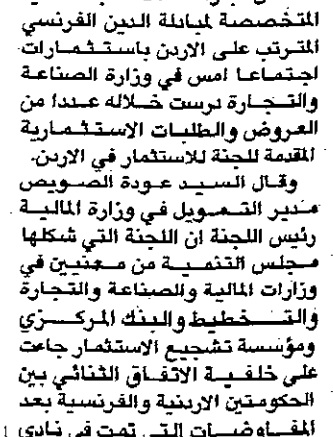 المتخصصة لمبادلة الدين الفرنسي
المترتب على الاردن باستثمارات
اجتماعا امس في وزارة الصناعة
والتجارة درست خلاله عددا من
العروض والطلبات الاستثمارية
المقدمة للجنة للاستثمار في الاردن.
وقال السيد عودة الصويص
مدير التمويل في وزارة المالية
رئيس اللجنة ان اللجنة التي شكلها
مجلس التنمية من معنيين في
وزارات المالية والصناعة والتجارة
والتخطيط والبنك المركزي
ومؤسسة تشجيع الاستثمار جاءت
على خلفية الاتفاق الثنائي بين
الحكومتين الاردنية والفرنسية بعد
المفاوضات التي تمت في نادي